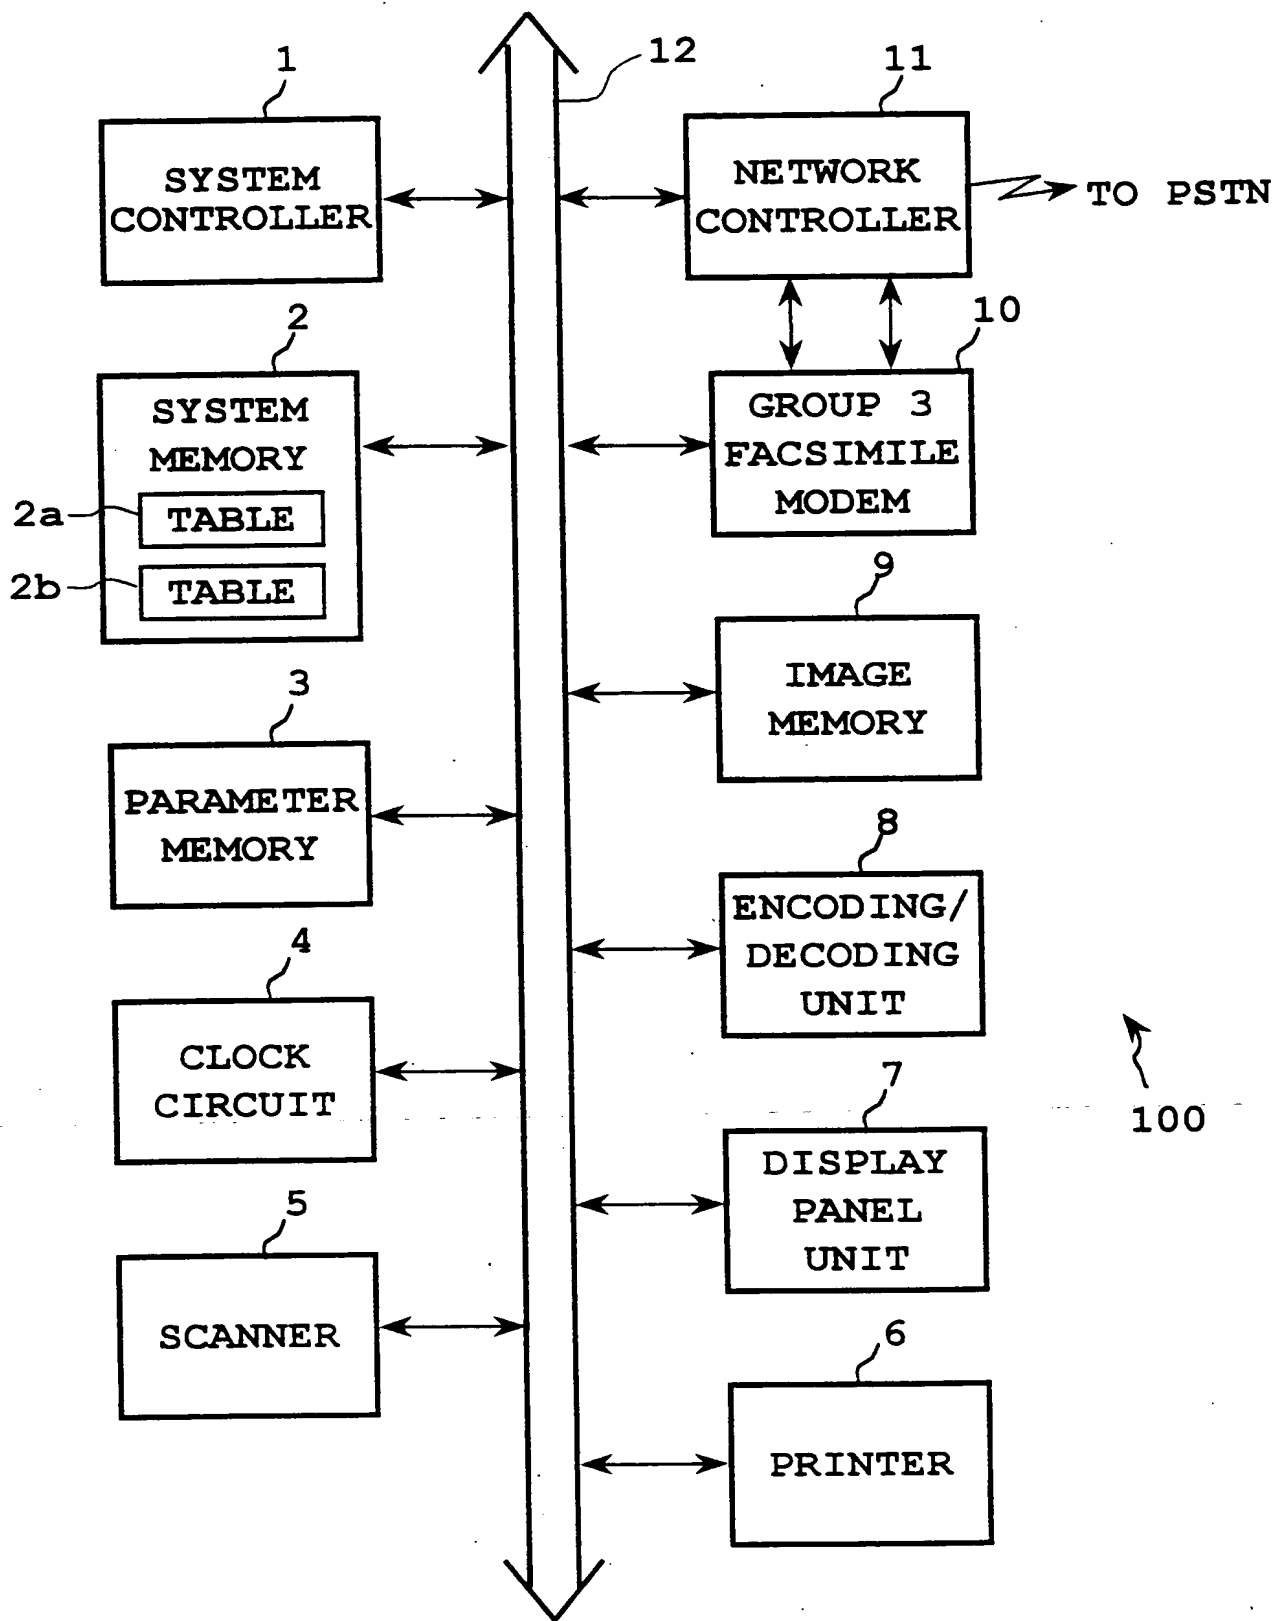 12
1
SYSTEM
CONTROLLER
11
NETWORK
CONTROLLER
TO PSTN
2
SYSTEM
MEMORY
2a
TABLE
2b
TABLE
10
GROUP 3
FACSIMILE
MODEM
9
IMAGE
MEMORY
3
PARAMETER
MEMORY
8
ENCODING/
DECODING
UNIT
4
CLOCK
CIRCUIT
7
DISPLAY
PANEL
UNIT
100
5
SCANNER
6
PRINTER